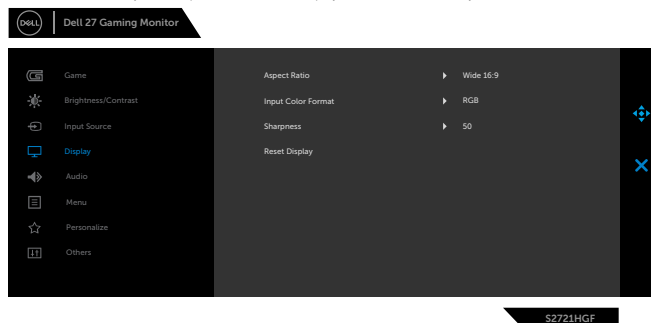 DELL
Dell 27 Gaming Monitor
Game
Brightness/Contrast
Input Source
Display
Audio
Menu
Personalize
Others
Aspect Ratio Wide 16:9
Input Color Format RGB
Sharpness 50
Reset Display
S2721HGF